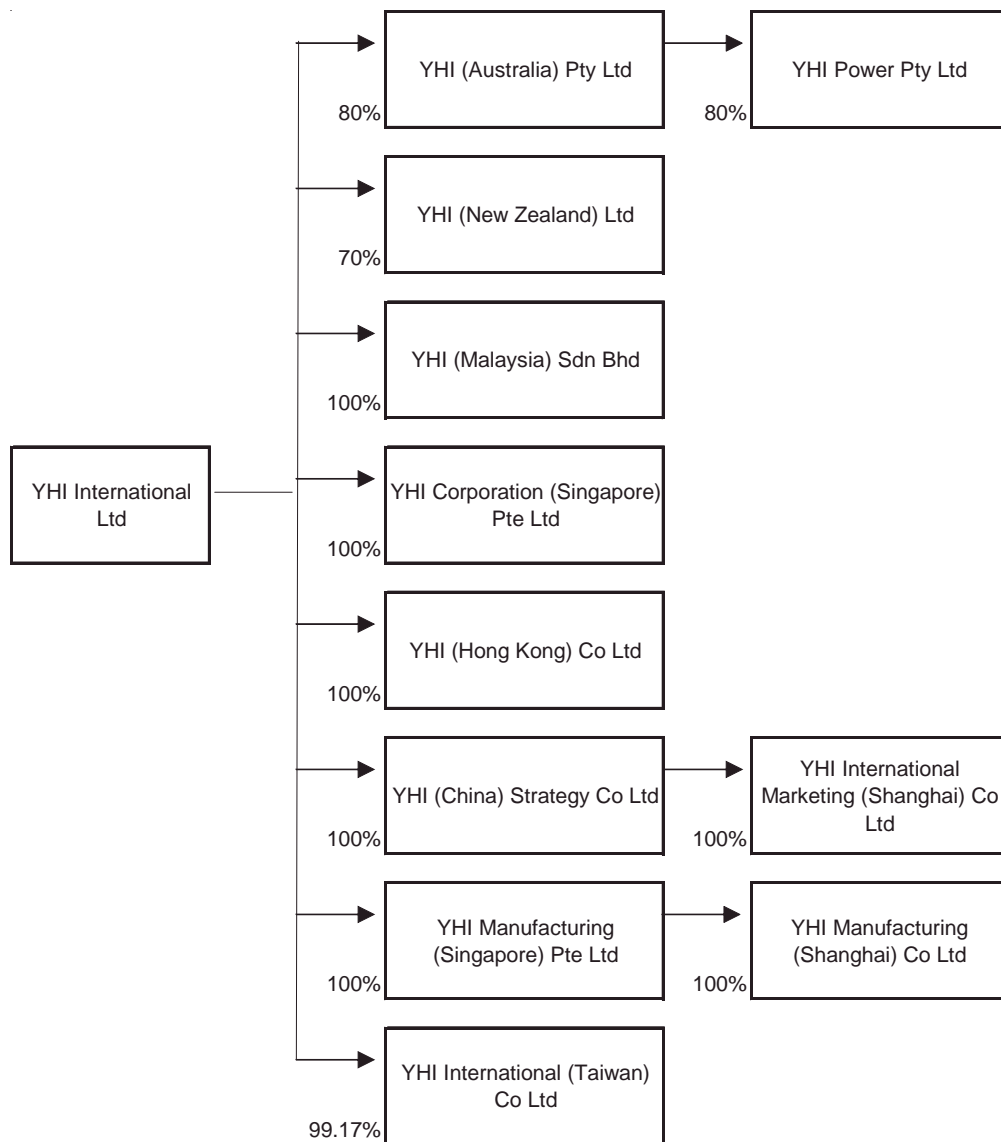 YHI (Australia) Pty Ltd
YHI Power Pty Ltd
80%
80%
YHI (New Zealand) Ltd
70%
YHI (Malaysia) Sdn Bhd
100%
YHI International
Ltd
YHI Corporation (Singapore)
Pte Ltd
100%
YHI (Hong Kong) Co Ltd
100%
YHI (China) Strategy Co Ltd
100%
YHI International
Marketing (Shanghai) Co
Ltd
100%
YHI Manufacturing
(Singapore) Pte Ltd
100%
YHI Manufacturing
(Shanghai) Co Ltd
100%
YHI International (Taiwan)
Co Ltd
99.17%